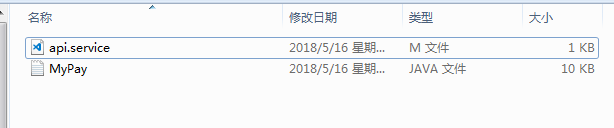 名称 修改日期 类型 大小
api.service 2018/5/16 星期... M 文件 1 KB
MyPay 2018/5/16 星期... JAVA 文件 10 KB